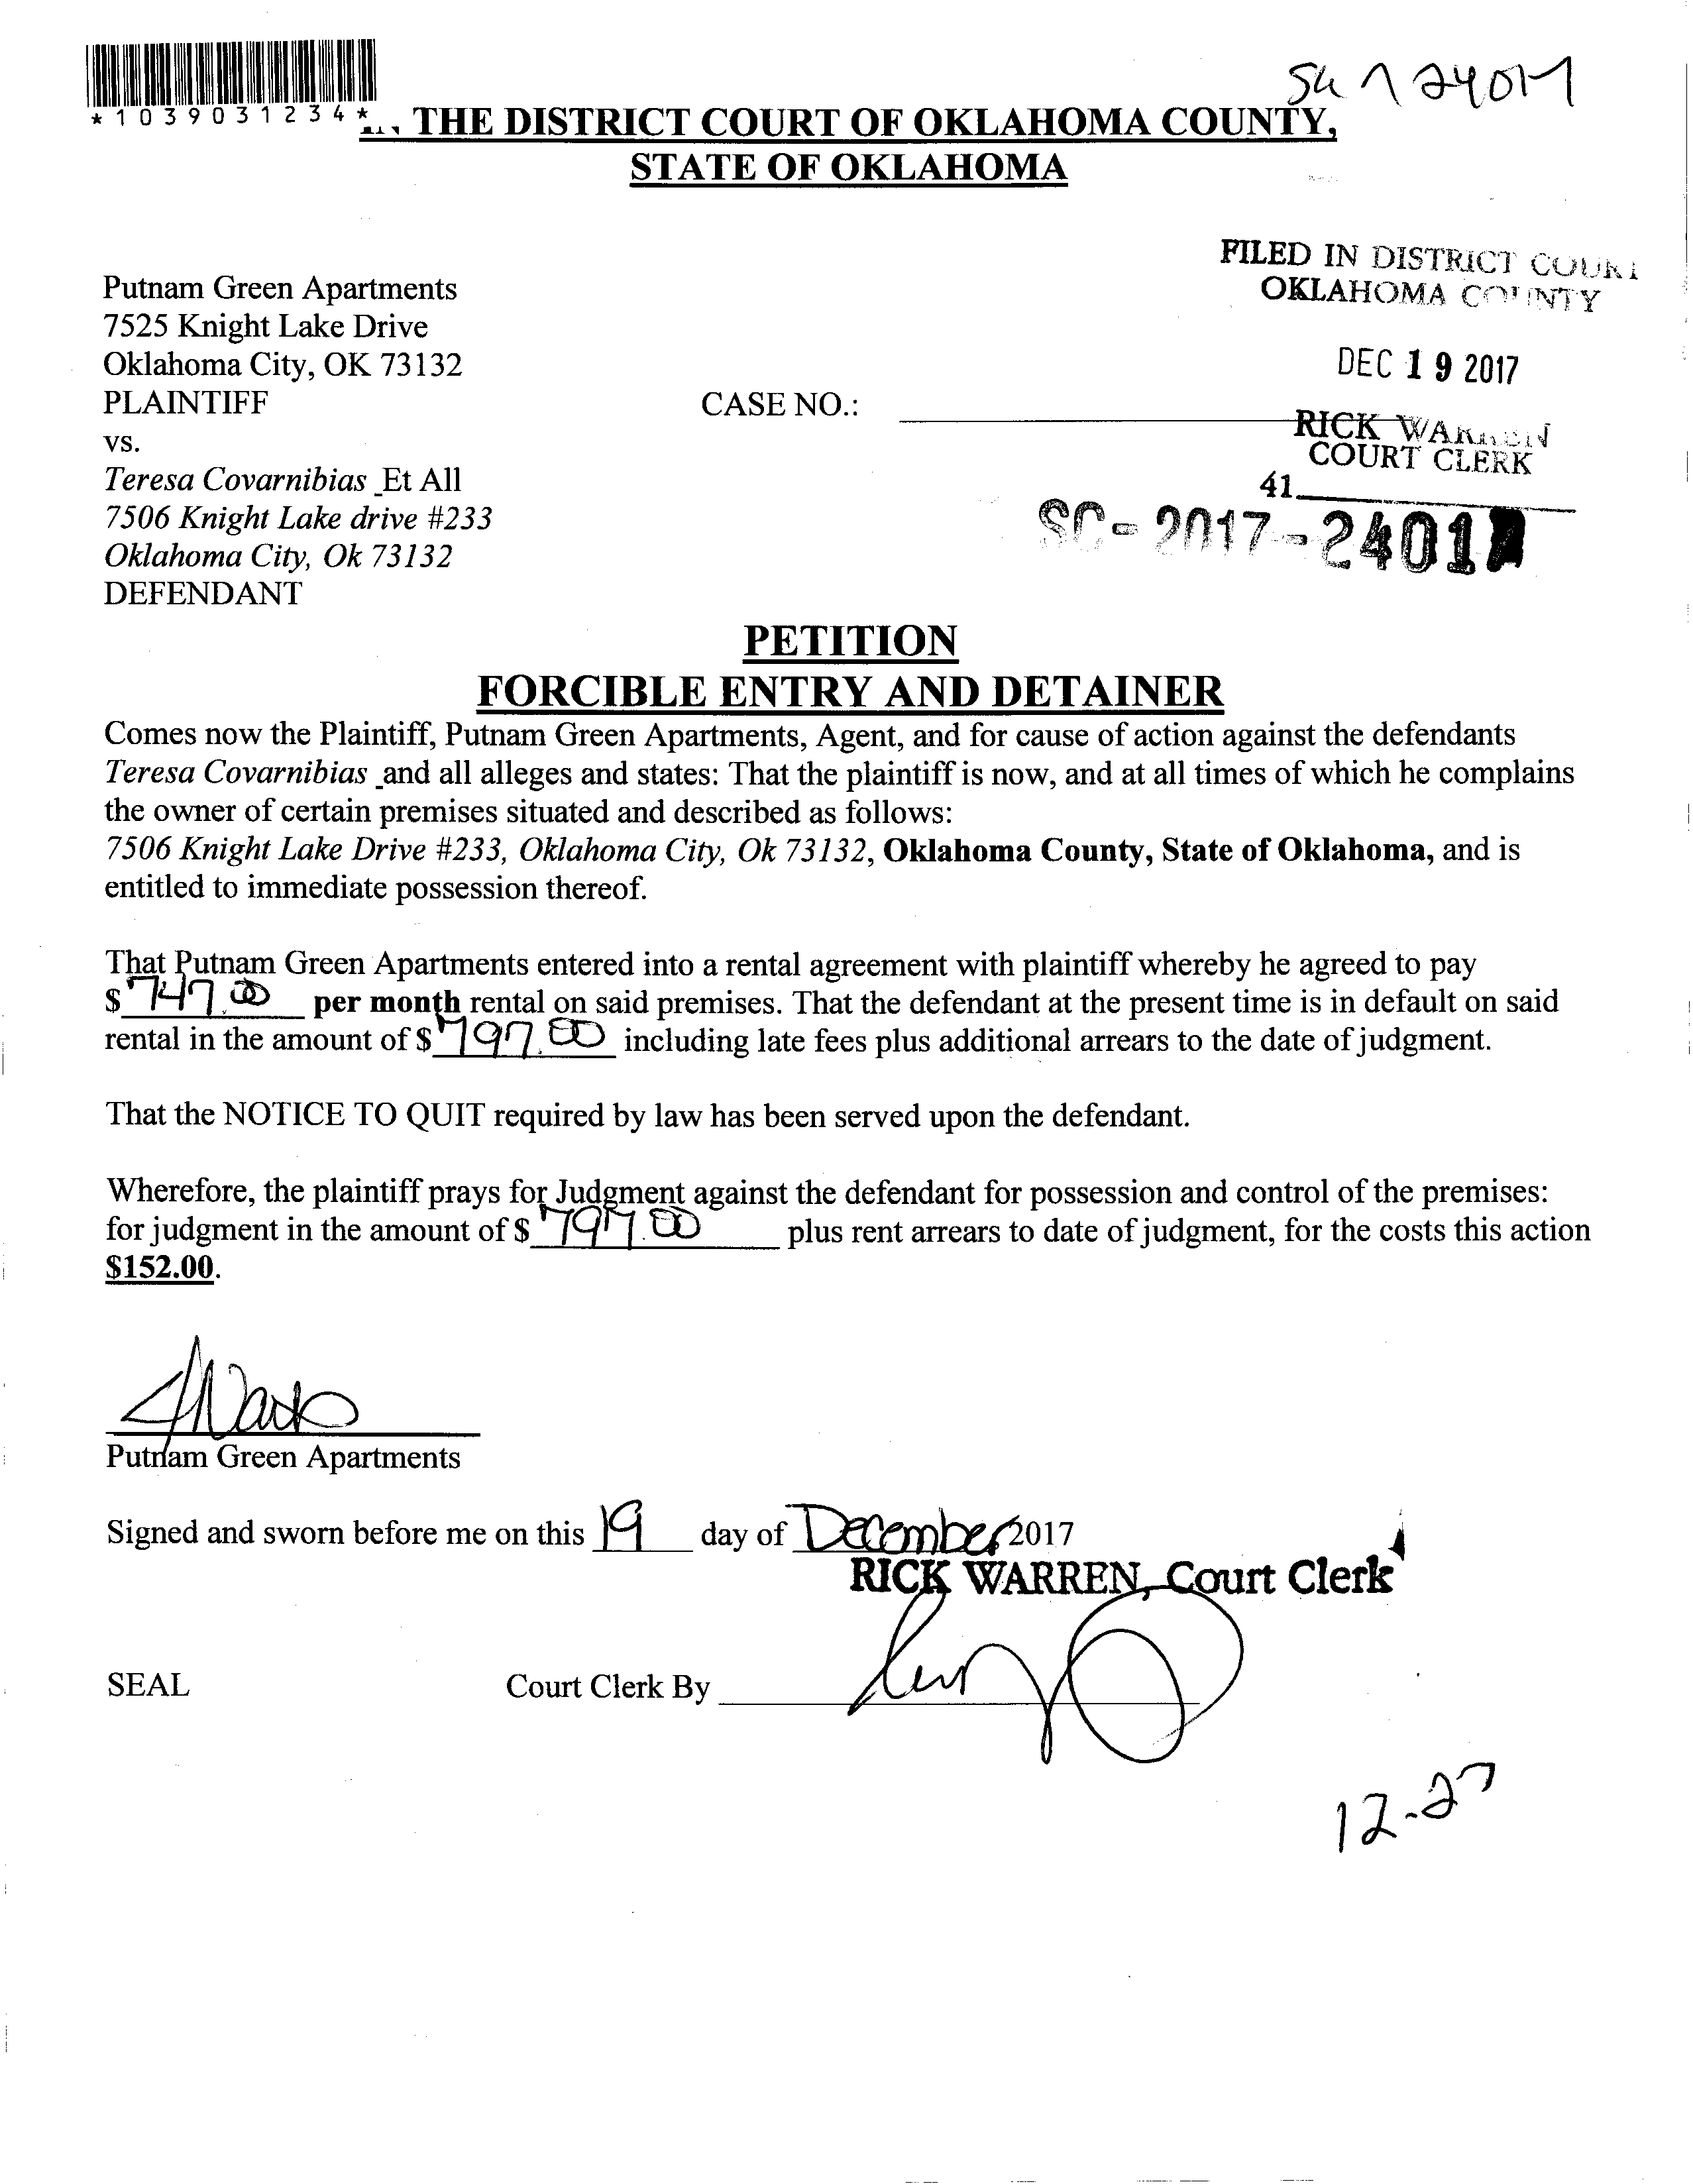 *1039031234*
THE DISTRICT COURT OF OKLAHOMA COUNTY,
STATE OF OKLAHOMA
FILED IN DISTRICT COURT
OKLAHOMA COUNTY
DEC 19 2017
RICK WARREN
COURT CLERK
41
SC-2017-2401
Putnam Green Apartments
7525 Knight Lake Drive
Oklahoma City, OK 73132
PLAINTIFF
CASE NO.:
vs.
Teresa Covarnibias Et All
7506 Knight Lake drive #233
Oklahoma City, Ok 73132
DEFENDANT
PETITION
FORCIBLE ENTRY AND DETAINER
Comes now the Plaintiff, Putnam Green Apartments, Agent, and for cause of action against the defendants
Teresa Covarnibias and all alleges and states: That the plaintiff is now, and at all times of which he complains
the owner of certain premises situated and described as follows:
7506 Knight Lake Drive #233, Oklahoma City, Ok 73132, Oklahoma County, State of Oklahoma, and is
entitled to immediate possession thereof.
That Putnam Green Apartments entered into a rental agreement with plaintiff whereby he agreed to pay
$ 747.00 per month rental on said premises. That the defendant at the present time is in default on said
rental in the amount of $ 797.00 including late fees plus additional arrears to the date of judgment.
That the NOTICE TO QUIT required by law has been served upon the defendant.
Wherefore, the plaintiff prays for Judgment against the defendant for possession and control of the premises:
for judgment in the amount of $ 797.00 plus rent arrears to date of judgment, for the costs this action
$152.00.
Putnam Green Apartments
Signed and sworn before me on this 19 day of December 2017
RICK WARREN, Court Clerk
SEAL Court Clerk By
12-27